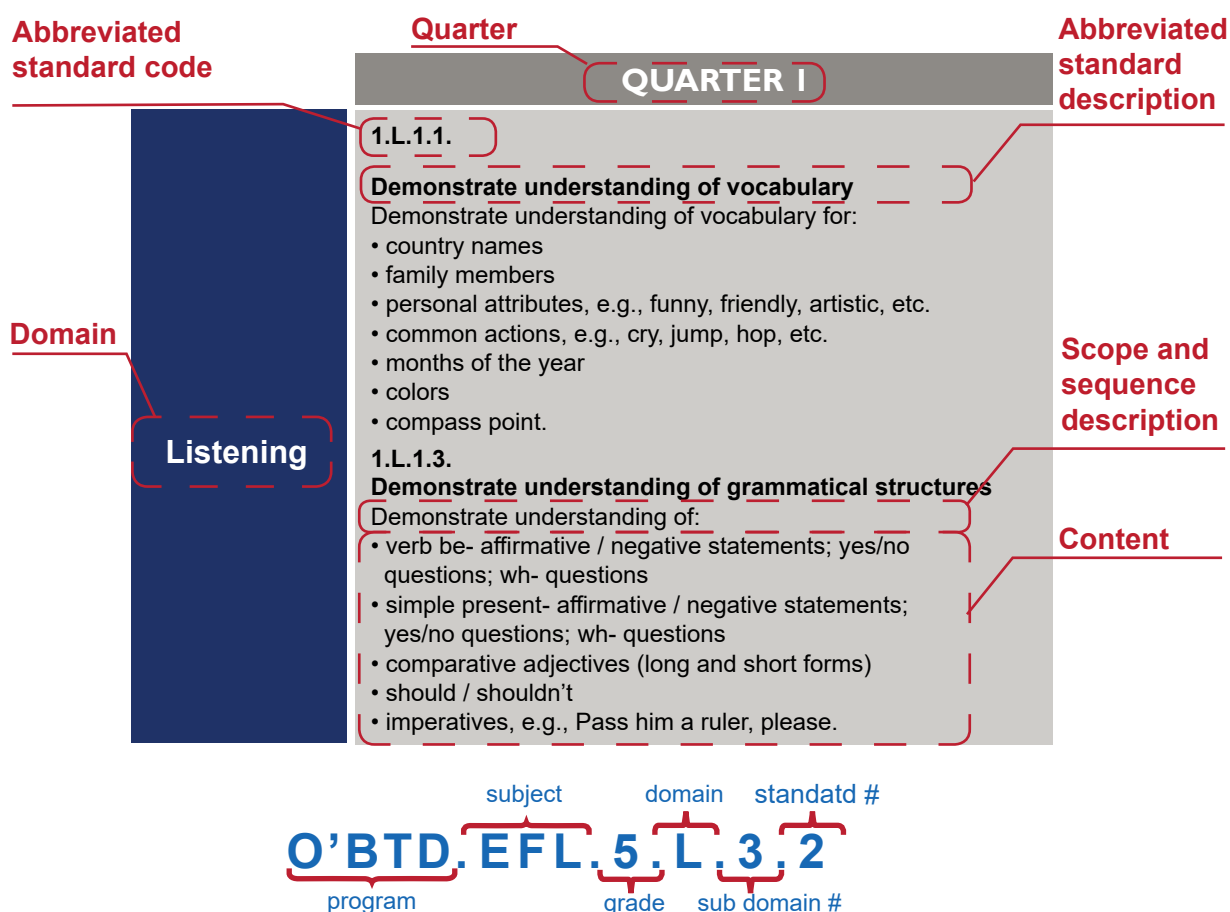 Abbreviated
standard code
Quarter
Abbreviated
standard
description
QUARTER I
1.L.1.1.
Demonstrate understanding of vocabulary
Demonstrate understanding of vocabulary for:
• country names
• family members
• personal attributes, e.g., funny, friendly, artistic, etc.
• common actions, e.g., cry, jump, hop, etc.
• months of the year
• colors
• compass point.
Domain
Listening
Scope and
sequence
description
1.L.1.3.
Demonstrate understanding of grammatical structures
Demonstrate understanding of:
• verb be- affirmative / negative statements; yes/no
questions; wh- questions
• simple present- affirmative / negative statements;
yes/no questions; wh- questions
• comparative adjectives (long and short forms)
• should / shouldn’t
• imperatives, e.g., Pass him a ruler, please.
Content
subject domain standatd #
O’BTD.EFL.5.L.3.2
program grade sub domain #